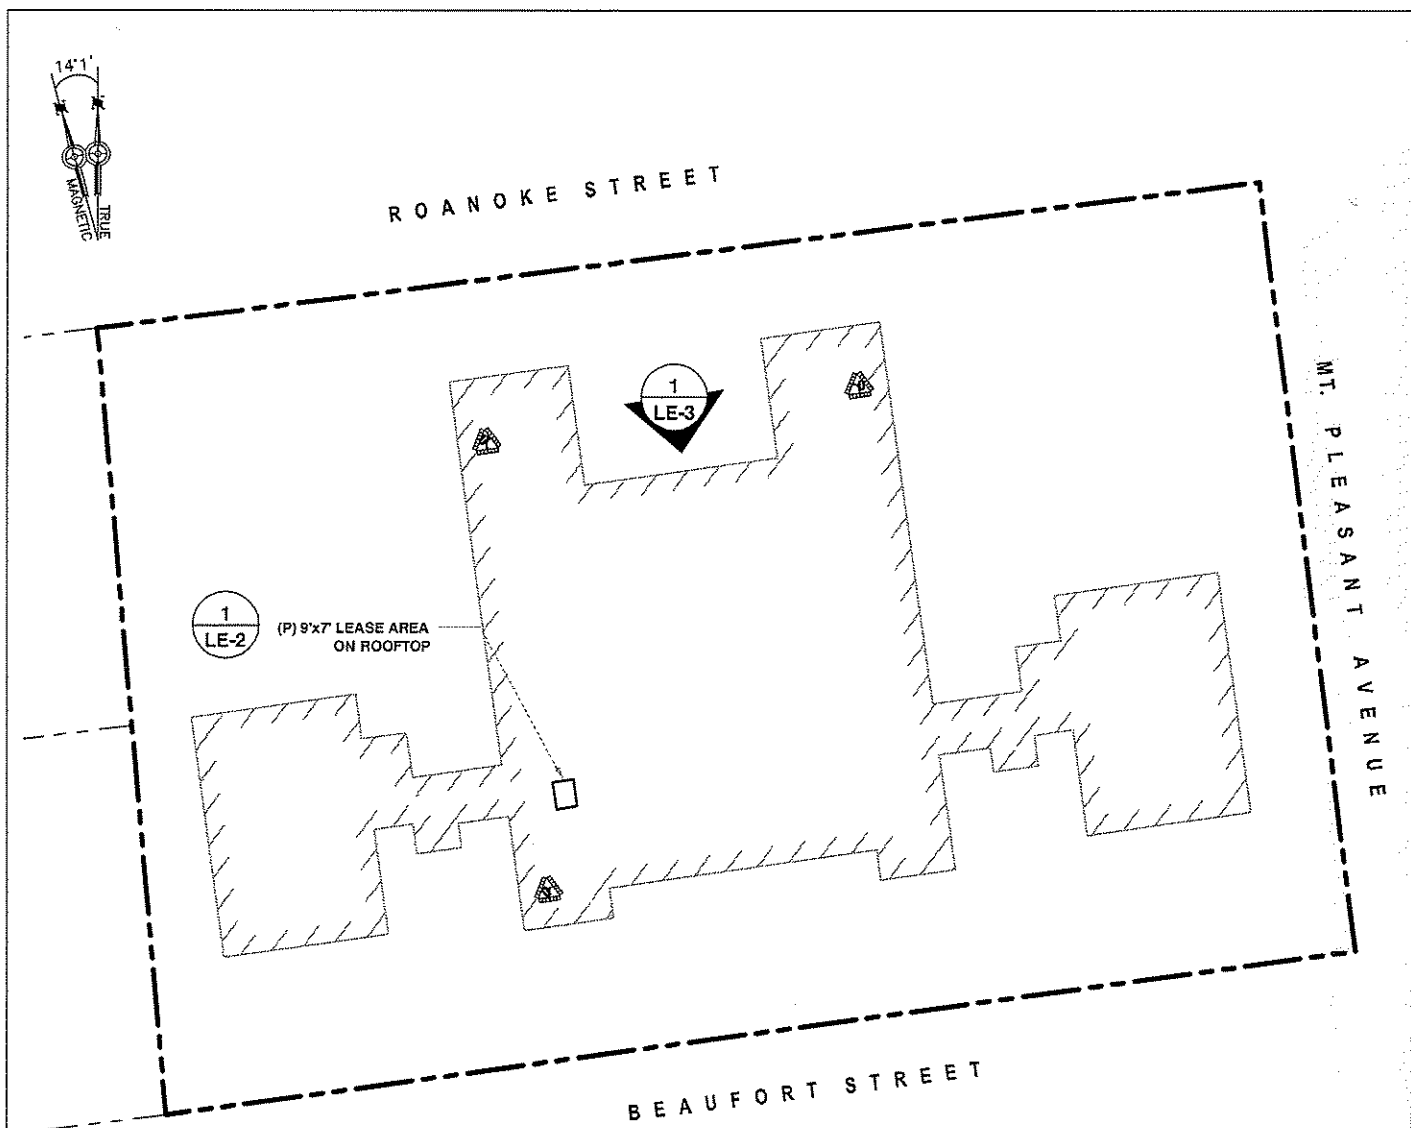 14°1'
MAGNETIC
TRUE
ROANOKE STREET
1
LE-3
MT. PLEASANT AVENUE
1
LE-2
(P) 9'x7' LEASE AREA
ON ROOFTOP
BEAUFORT STREET